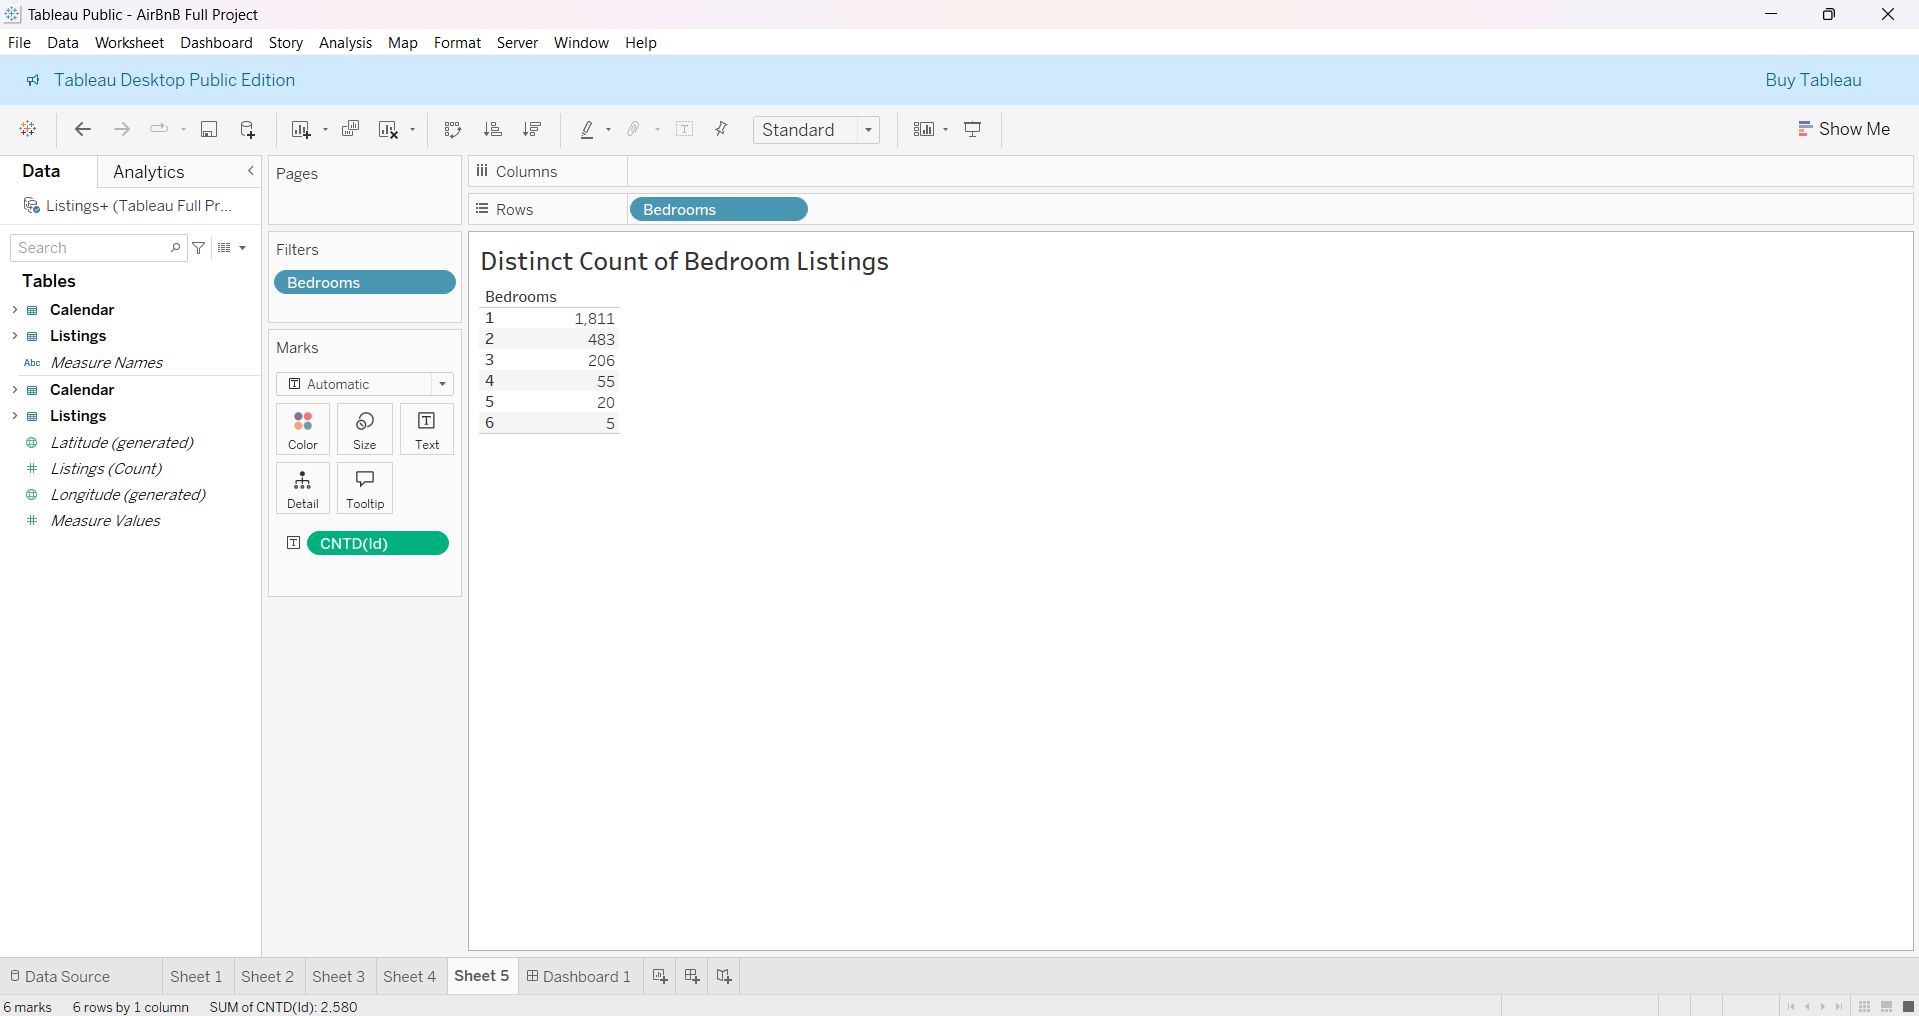 Tableau Public - AirBnB Full Project
File Data Worksheet Dashboard Story Analysis Map Format Server Window Help
Tableau Desktop Public Edition Buy Tableau
Standard Show Me
Data Analytics
Pages
Columns
Listings+ (Tableau Full Pr...
Rows Bedrooms
Search
Filters
Bedrooms
Distinct Count of Bedroom Listings
Tables
Calendar
Listings
Abc Measure Names
Calendar
Listings
Latitude (generated)
Listings (Count)
Longitude (generated)
Measure Values
Marks
T Automatic
Color Size Text
Detail Tooltip
CNTD(Id)
Bedrooms
1 1,811
2 483
3 206
4 55
5 20
6 5
Data Source Sheet 1 Sheet 2 Sheet 3 Sheet 4 Sheet 5 Dashboard 1
6 marks 6 rows by 1 column SUM of CNTD(Id): 2,580